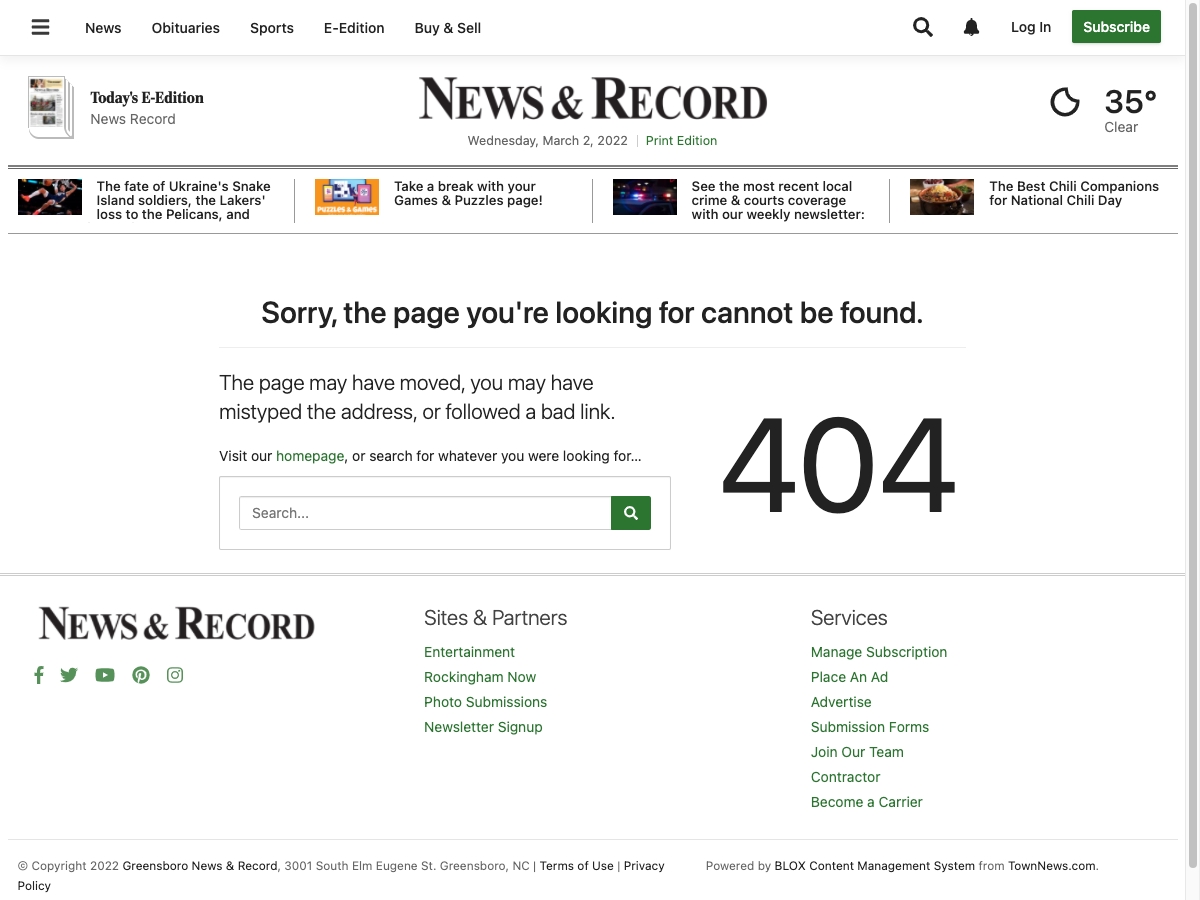 News
Obituaries
Sports
E-Edition
Buy & Sell
Log In
Subscribe
Today's E-Edition
News Record
NEWS & RECORD
Wednesday, March 2, 2022
Print Edition
35°
Clear
The fate of Ukraine's Snake
Island soldiers, the Lakers'
loss to the Pelicans, and
PUZZLES & GAMES
Take a break with your
Games & Puzzles page!
See the most recent local
crime & courts coverage
with our weekly newsletter:
The Best Chili Companions
for National Chili Day
Sorry, the page you're looking for cannot be found.
The page may have moved, you may have
mistyped the address, or followed a bad link.
Visit our homepage, or search for whatever you were looking for...
Search...
404
NEWS & RECORD
Sites & Partners
Entertainment
Rockingham Now
Photo Submissions
Newsletter Signup
Services
Manage Subscription
Place An Ad
Advertise
Submission Forms
Join Our Team
Contractor
Become a Carrier
© Copyright 2022 Greensboro News & Record, 3001 South Elm Eugene St. Greensboro, NC | Terms of Use | Privacy
Policy
Powered by BLOX Content Management System from TownNews.com.